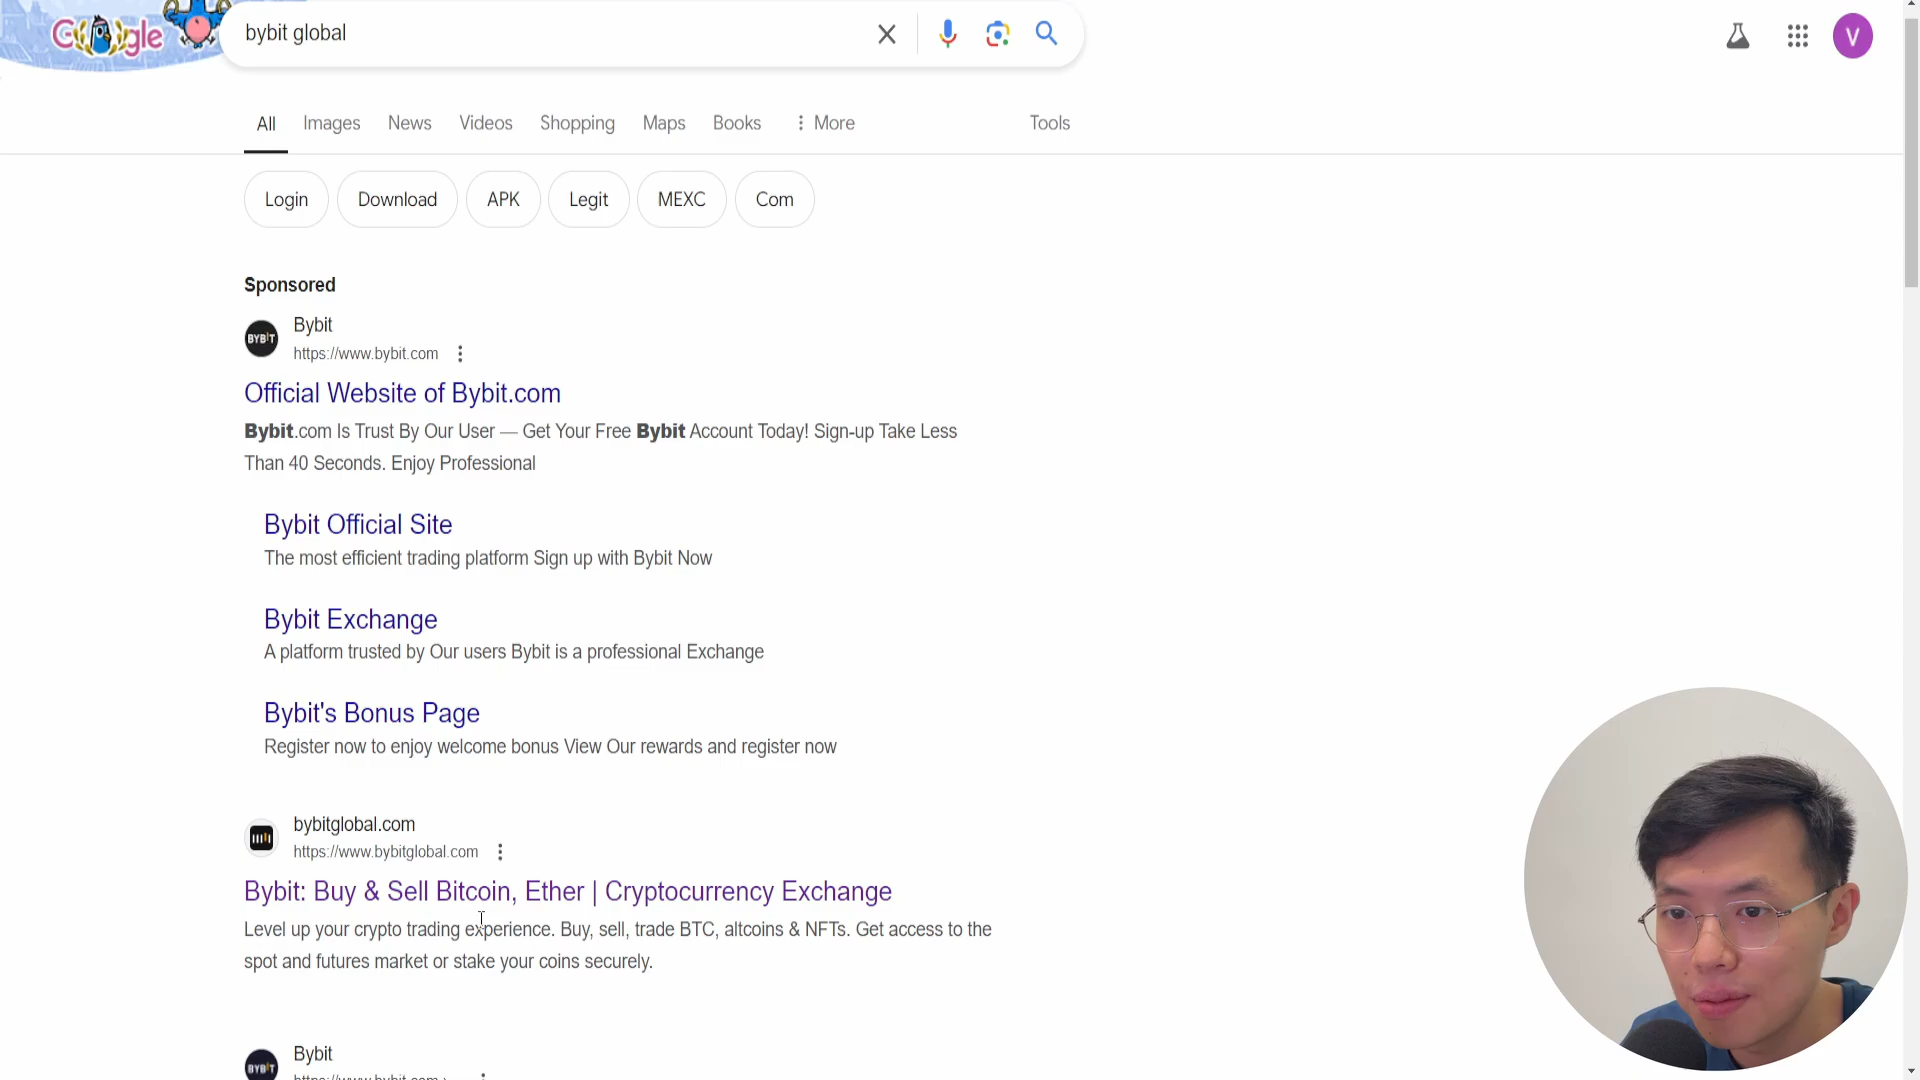 Google
bybit global
V
All Images News Videos Shopping Maps Books More Tools
Login Download APK Legit MEXC Com
Sponsored
BYBIT
Bybit
https://www.bybit.com
Official Website of Bybit.com
Bybit.com Is Trust By Our User — Get Your Free Bybit Account Today! Sign-up Take Less
Than 40 Seconds. Enjoy Professional
Bybit Official Site
The most efficient trading platform Sign up with Bybit Now
Bybit Exchange
A platform trusted by Our users Bybit is a professional Exchange
Bybit's Bonus Page
Register now to enjoy welcome bonus View Our rewards and register now
bybitglobal.com
https://www.bybitglobal.com
Bybit: Buy & Sell Bitcoin, Ether | Cryptocurrency Exchange
Level up your crypto trading experience. Buy, sell, trade BTC, altcoins & NFTs. Get access to the
spot and futures market or stake your coins securely.
BYBIT
Bybit
https://www.bybit.com